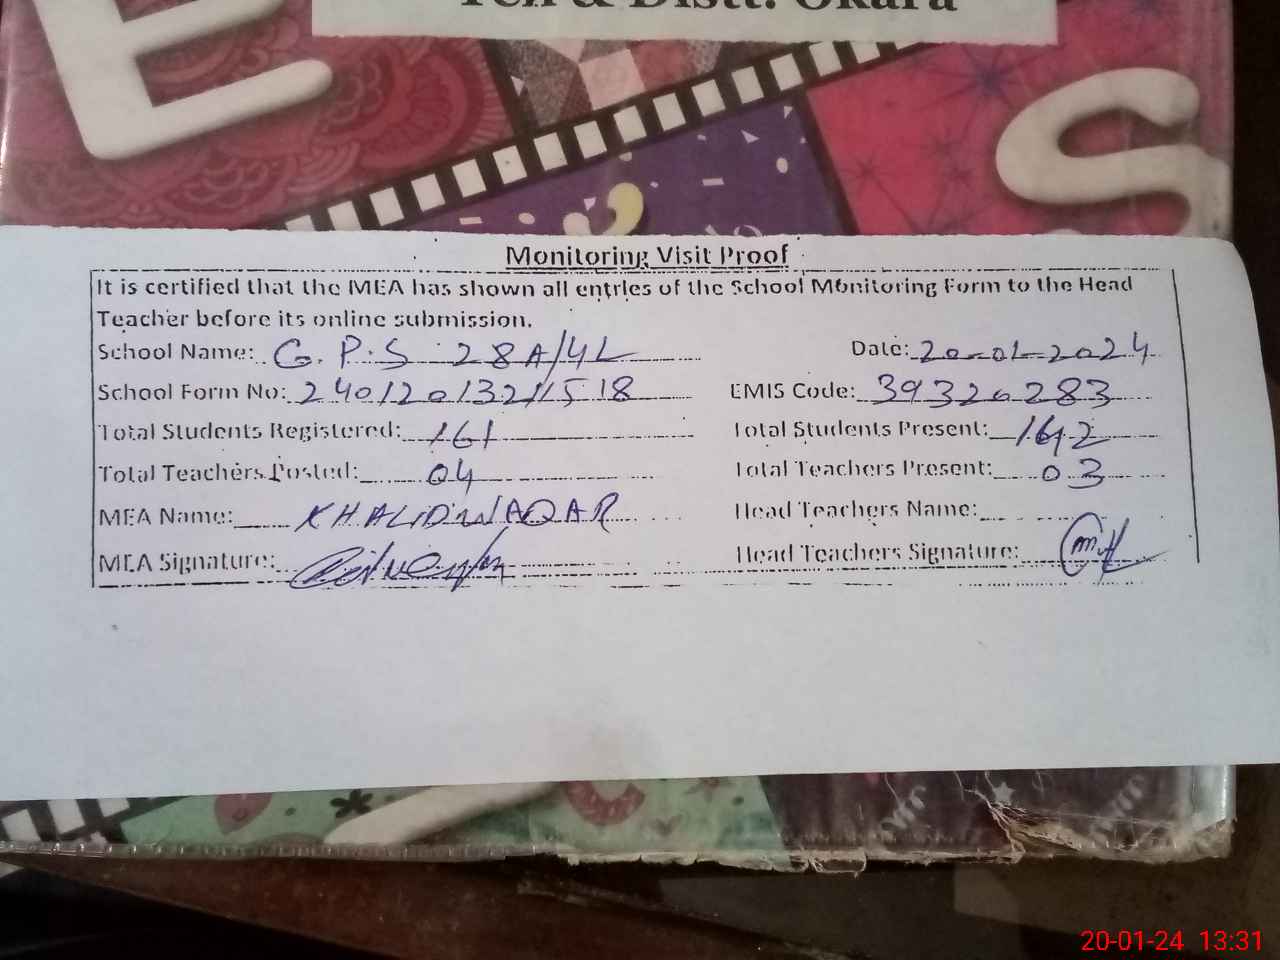 Teh & Distt. Okara
Monitoring Visit Proof
It is certified that the MEA has shown all entries of the School Monitoring Form to the Head
Teacher before its online submission.
School Name: G.P.S 28A/4L Date: 20-01-2024
School Form No: 240120132111518 EMIS Code: 39320283
Total Students Registered: 161 Total Students Present: 142
Total Teachers Posted: 04 Total Teachers Present: 03
MEA Name: KHALID WAQAR Head Teachers Name:
MEA Signature: Head Teachers Signature:
20-01-24 13:31